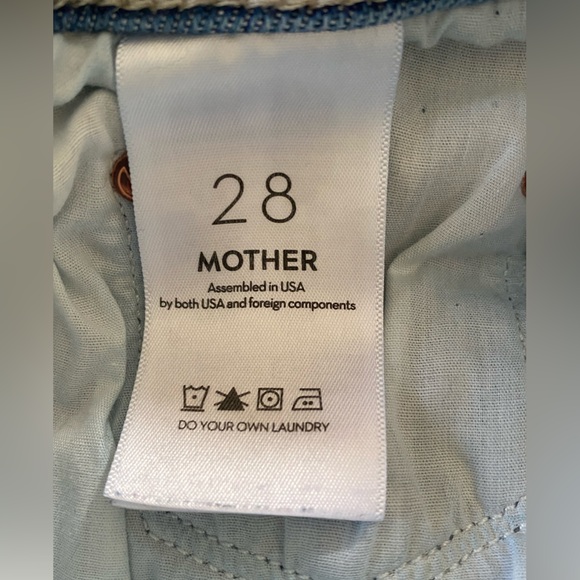 28
MOTHER
Assembled in USA
by both USA and foreign components
DO YOUR OWN LAUNDRY